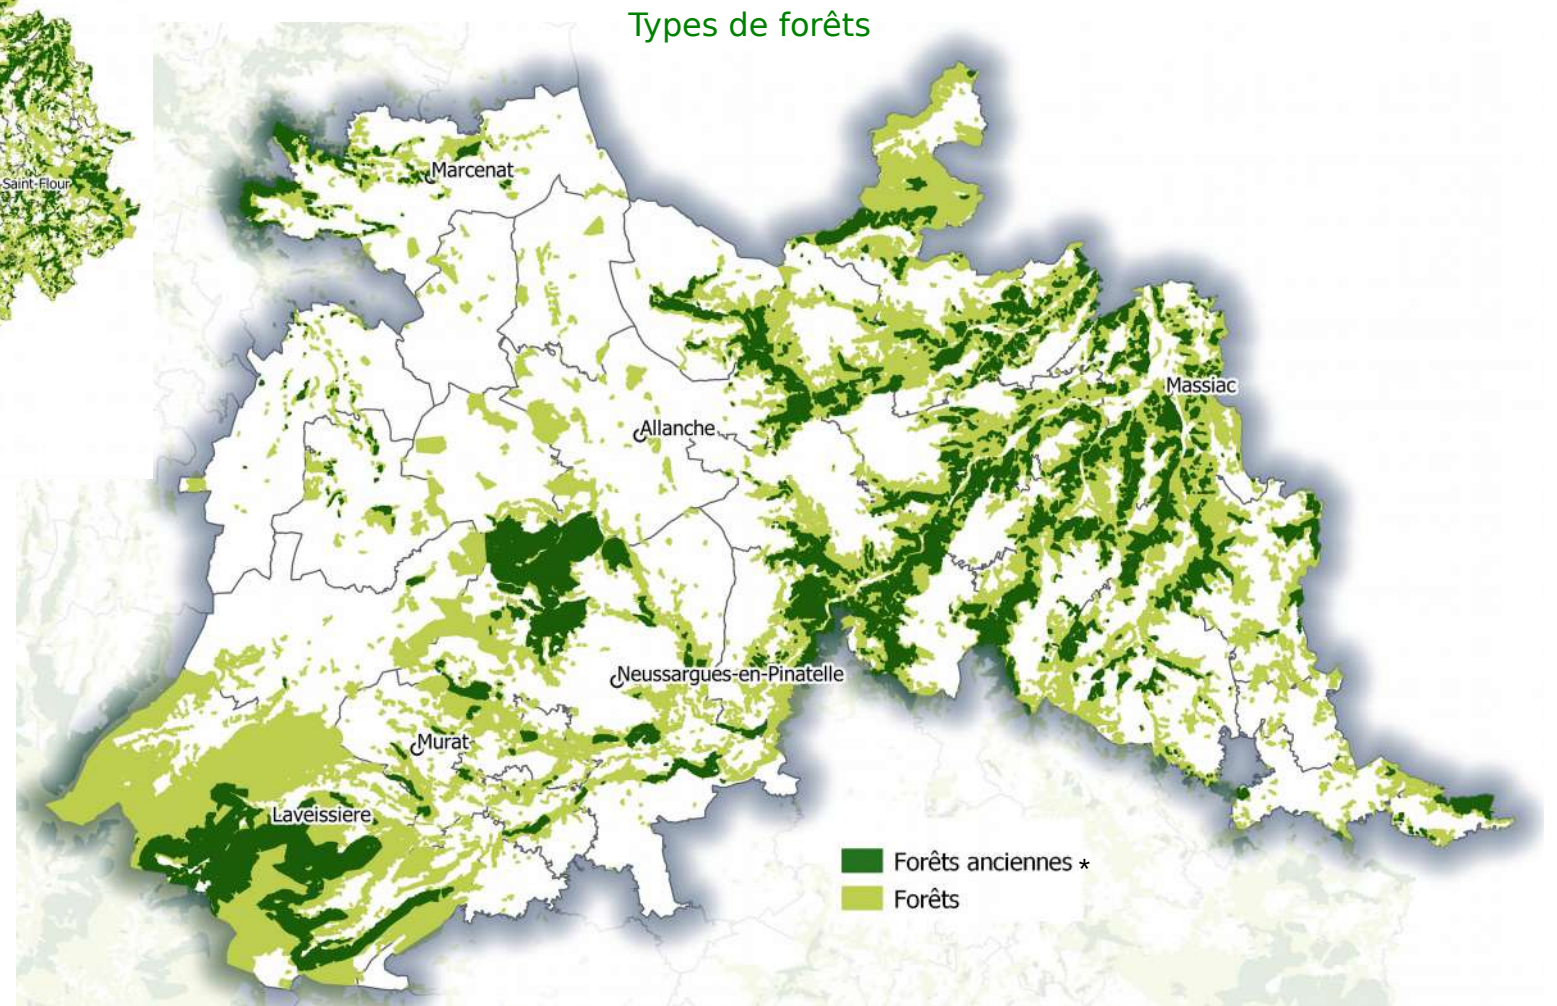 Types de forêts
Saint-Flour
Marcenat
Massiac
Allanche
Neussargues-en-Pinatelle
Murat
Laveissiere
Forêts anciennes *
Forêts